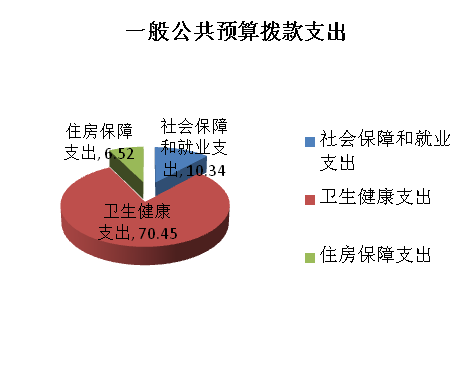 一般公共预算拨款支出
住房保障
支出, 6.52
社会保障
和就业支
出, 10.34
卫生健康
支出, 70.45
社会保障和就业
支出
卫生健康支出
住房保障支出